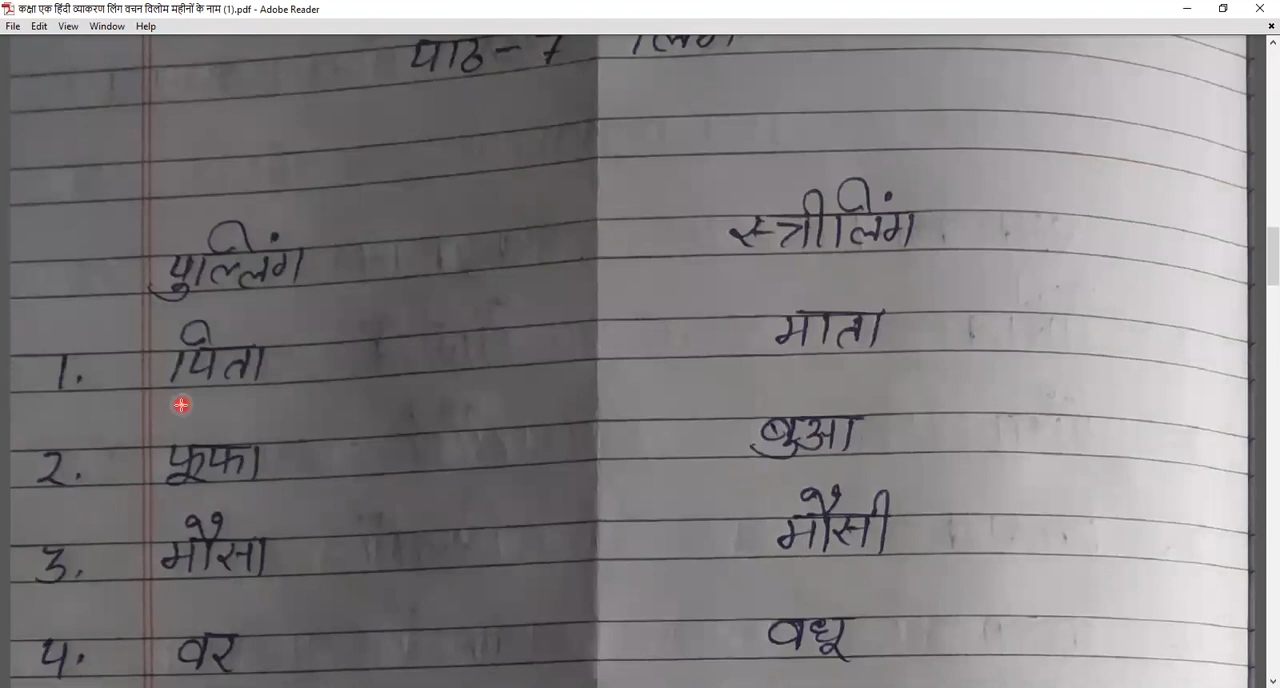 कक्षा एक हिंदी व्याकरण लिंग वचन विलोम महीनों के नाम (1).pdf - Adobe Reader
File Edit View Window Help
पाठ - 7 लिंग
पुल्लिंग स्त्रीलिंग
1. पिता माता
2. फूफा बुआ
3. मौसा मौसी
4. वर वधू